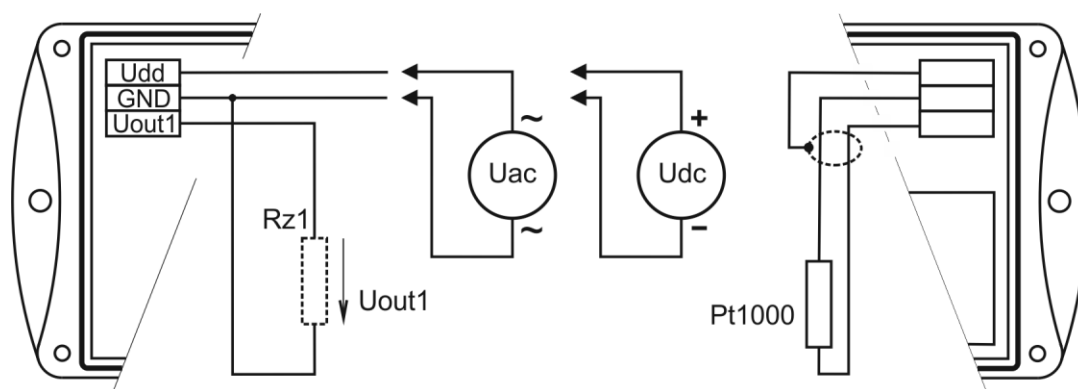 Udd
GND
Uout1
Rz1
Uout1
~
Uac
~
+
Udc
−
Pt1000